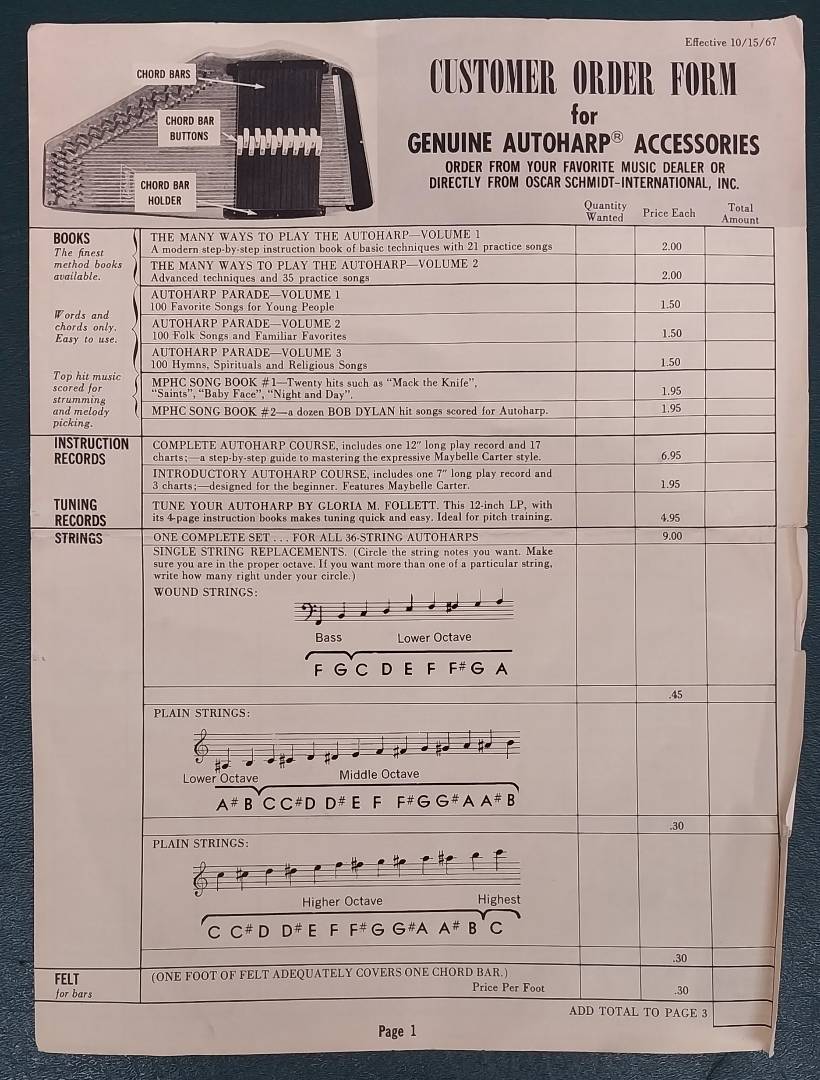 Effective 10/15/67
CUSTOMER ORDER FORM
for
GENUINE AUTOHARP® ACCESSORIES
ORDER FROM YOUR FAVORITE MUSIC DEALER OR
DIRECTLY FROM OSCAR SCHMIDT-INTERNATIONAL, INC.
CHORD BARS
CHORD BAR
BUTTONS
CHORD BAR
HOLDER
Quantity
Wanted
Price Each
Total
Amount
BOOKS
The finest
method books
available.
THE MANY WAYS TO PLAY THE AUTOHARP—VOLUME 1
A modern step-by-step instruction book of basic techniques with 21 practice songs
2.00
THE MANY WAYS TO PLAY THE AUTOHARP—VOLUME 2
Advanced techniques and 35 practice songs
2.00
Words and
chords only.
Easy to use.
AUTOHARP PARADE—VOLUME 1
100 Favorite Songs for Young People
1.50
AUTOHARP PARADE—VOLUME 2
100 Folk Songs and Familiar Favorites
1.50
AUTOHARP PARADE—VOLUME 3
100 Hymns, Spirituals and Religious Songs
1.50
Top hit music
scored for
strumming
and melody
picking.
MPHC SONG BOOK #1—Twenty hits such as “Mack the Knife”,
“Saints”, “Baby Face”, “Night and Day”.
1.95
MPHC SONG BOOK #2—a dozen BOB DYLAN hit songs scored for Autoharp.
1.95
INSTRUCTION
RECORDS
COMPLETE AUTOHARP COURSE, includes one 12″ long play record and 17
charts;—a step-by-step guide to mastering the expressive Maybelle Carter style.
6.95
INTRODUCTORY AUTOHARP COURSE, includes one 7″ long play record and
3 charts;—designed for the beginner. Features Maybelle Carter.
1.95
TUNING
RECORDS
TUNE YOUR AUTOHARP BY GLORIA M. FOLLETT. This 12-inch LP, with
its 4-page instruction books makes tuning quick and easy. Ideal for pitch training.
4.95
STRINGS
ONE COMPLETE SET . . . FOR ALL 36-STRING AUTOHARPS
9.00
SINGLE STRING REPLACEMENTS. (Circle the string notes you want. Make
sure you are in the proper octave. If you want more than one of a particular string,
write how many right under your circle.)
WOUND STRINGS:
Bass Lower Octave
F G C D E F F# G A
.45
PLAIN STRINGS:
Lower Octave Middle Octave
A# B C C# D D# E F F# G G# A A# B
.30
PLAIN STRINGS:
Higher Octave Highest
C C# D D# E F F# G G# A A# B C
.30
FELT
for bars
(ONE FOOT OF FELT ADEQUATELY COVERS ONE CHORD BAR.)
Price Per Foot
.30
ADD TOTAL TO PAGE 3
Page 1